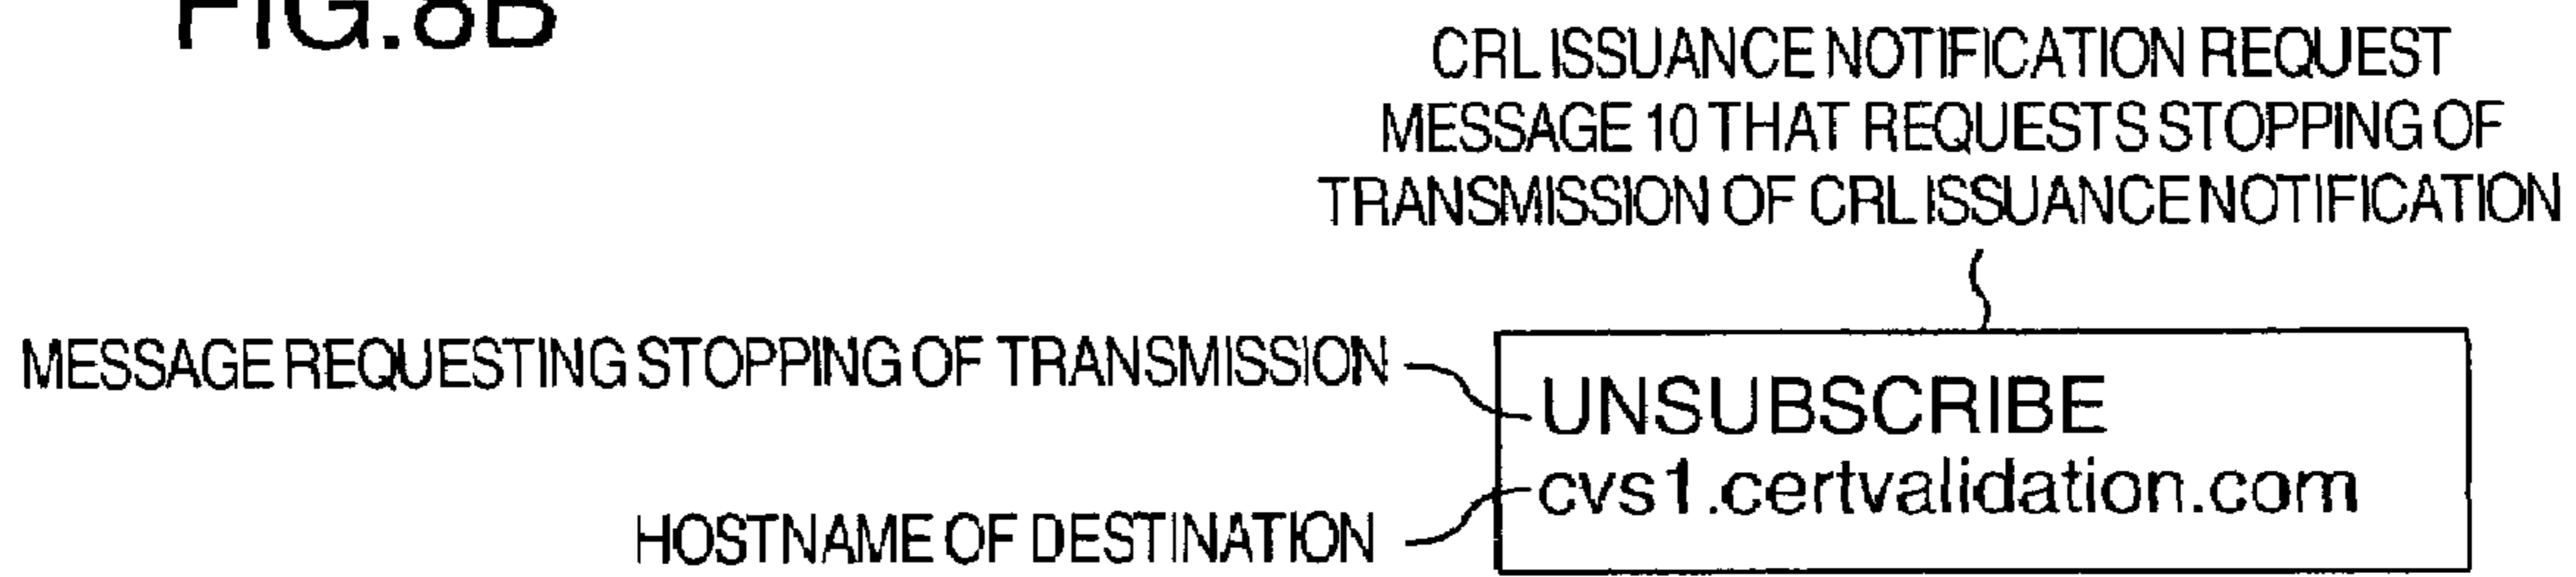 FIG.8B
CRL ISSUANCE NOTIFICATION REQUEST
MESSAGE 10 THAT REQUESTS STOPPING OF
TRANSMISSION OF CRL ISSUANCE NOTIFICATION
MESSAGE REQUESTING STOPPING OF TRANSMISSION
UNSUBSCRIBE
cvs1.certvalidation.com
HOSTNAME OF DESTINATION